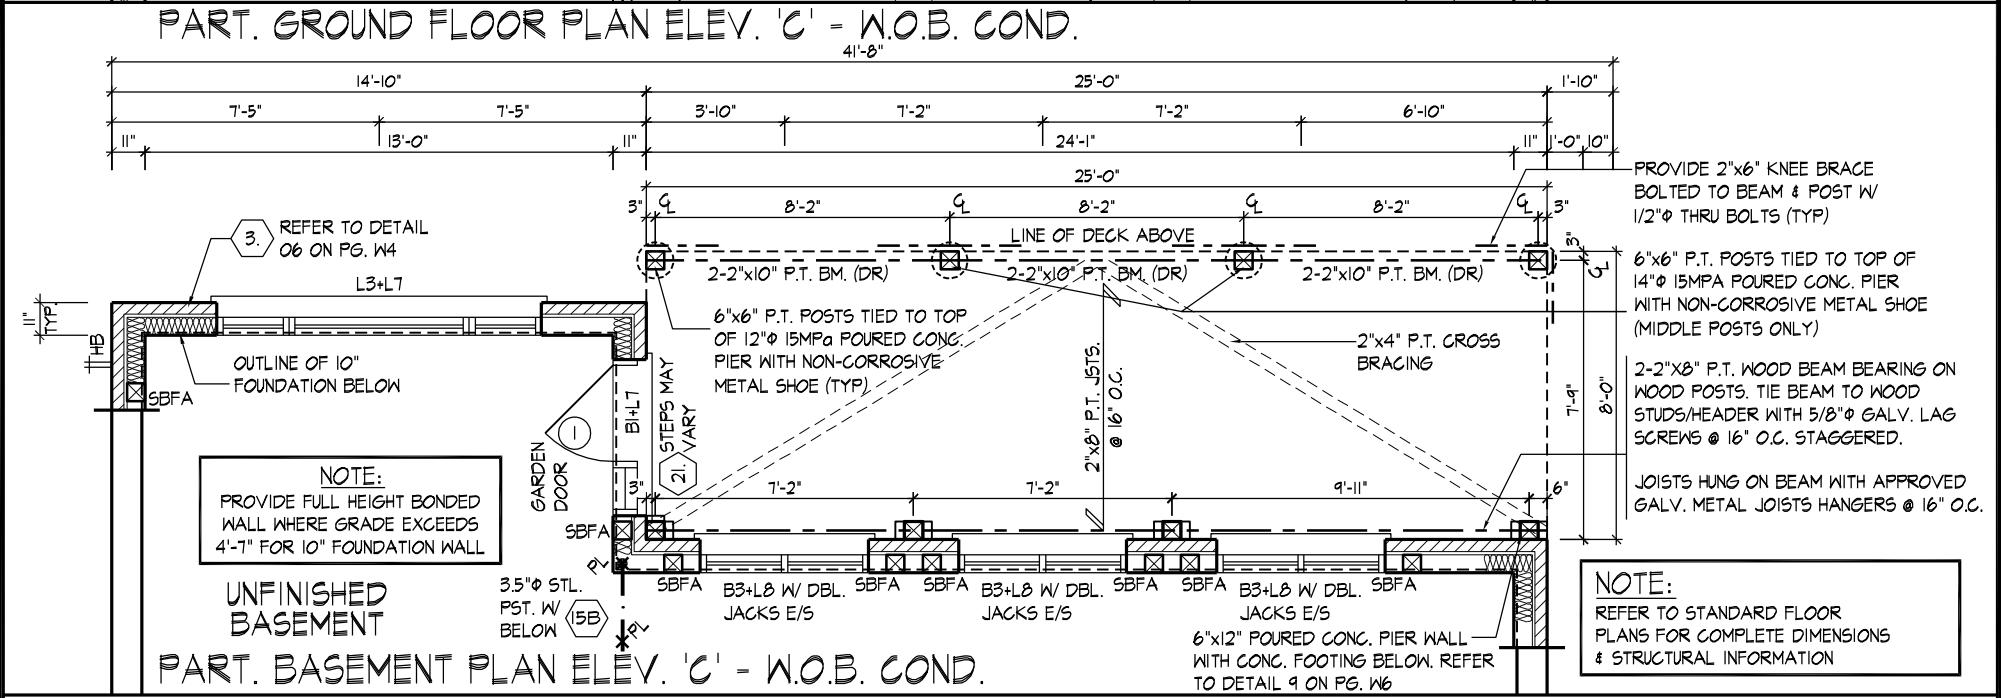 PART. GROUND FLOOR PLAN ELEV. 'C' - W.O.B. COND.
41'-8"
14'-10"
25'-0"
1'-10"
7'-5"
7'-5"
3'-10"
7'-2"
7'-2"
6'-10"
11"
13'-0"
11"
24'-1"
11"
1'-0"
10"
25'-0"
3"
CL
8'-2"
CL
8'-2"
CL
8'-2"
CL
3"
LINE OF DECK ABOVE
2-2"x10" P.T. BM. (DR)
2-2"x10" P.T. BM. (DR)
2-2"x10" P.T. BM. (DR)
3"
CL
7'-9"
8'-0"
PROVIDE 2"x6" KNEE BRACE
BOLTED TO BEAM & POST W/
1/2"Φ THRU BOLTS (TYP)
6"x6" P.T. POSTS TIED TO TOP OF
14"Φ 15MPA POURED CONC. PIER
WITH NON-CORROSIVE METAL SHOE
(MIDDLE POSTS ONLY)
2-2"X8" P.T. WOOD BEAM BEARING ON
WOOD POSTS. TIE BEAM TO WOOD
STUDS/HEADER WITH 5/8"Φ GALV. LAG
SCREWS @ 16" O.C. STAGGERED.
JOISTS HUNG ON BEAM WITH APPROVED
GALV. METAL JOISTS HANGERS @ 16" O.C.
3.
REFER TO DETAIL
06 ON PG. W4
L3+L7
11"
TYP.
HB
OUTLINE OF 10"
FOUNDATION BELOW
SBFA
6"x6" P.T. POSTS TIED TO TOP
OF 12"Φ 15MPa POURED CONC.
PIER WITH NON-CORROSIVE
METAL SHOE (TYP)
2"x4" P.T. CROSS
BRACING
2"x8" P.T. JSTS.
@ 16" O.C.
B1+L7
STEPS MAY
VARY
21.
1
GARDEN
DOOR
NOTE:
PROVIDE FULL HEIGHT BONDED
WALL WHERE GRADE EXCEEDS
4'-7" FOR 10" FOUNDATION WALL
3"
7'-2"
7'-2"
9'-11"
6"
SBFA
PL
SBFA
SBFA
SBFA
SBFA
SBFA
SBFA
B3+L8 W/ DBL.
JACKS E/S
B3+L8 W/ DBL.
JACKS E/S
B3+L8 W/ DBL.
JACKS E/S
UNFINISHED
BASEMENT
3.5"Φ STL.
PST. W/
BELOW
15B
PL
6"x12" POURED CONC. PIER WALL
WITH CONC. FOOTING BELOW. REFER
TO DETAIL 9 ON PG. W6
NOTE:
REFER TO STANDARD FLOOR
PLANS FOR COMPLETE DIMENSIONS
& STRUCTURAL INFORMATION
PART. BASEMENT PLAN ELEV. 'C' - W.O.B. COND.